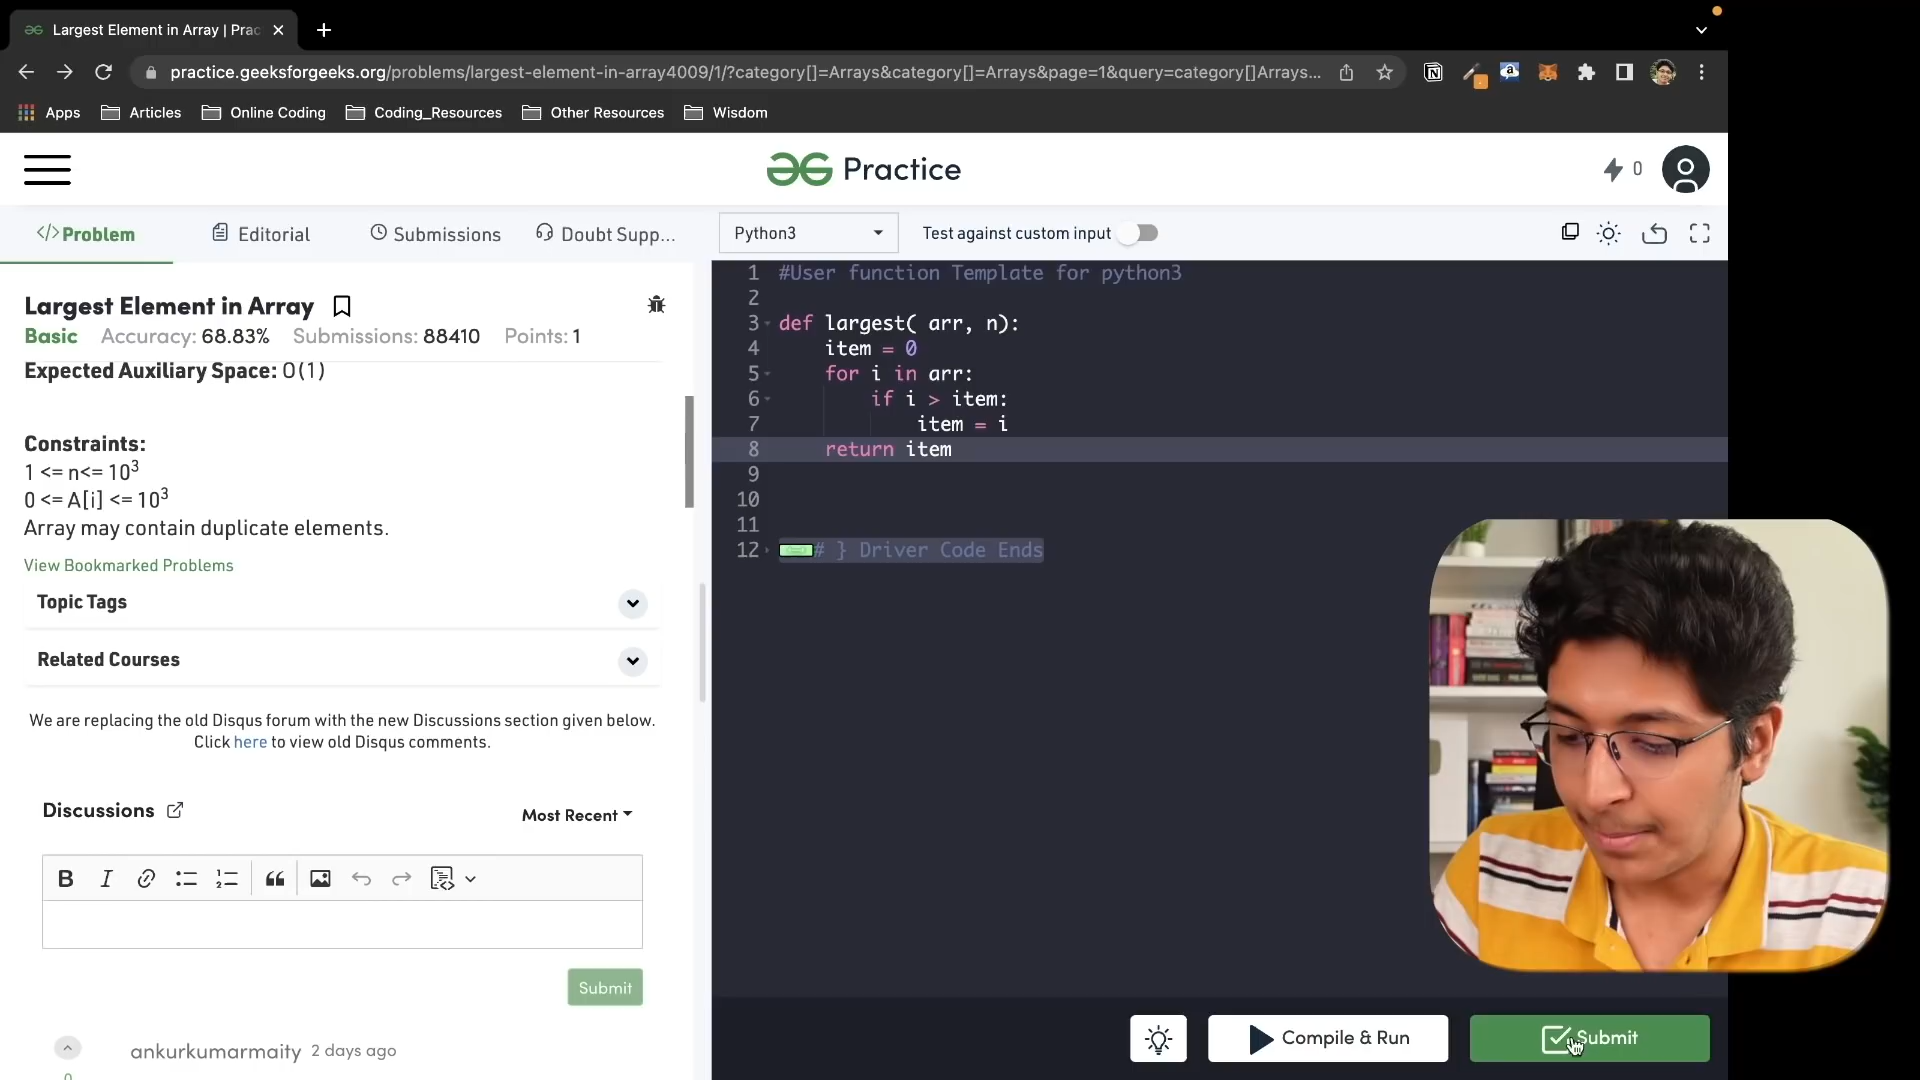 Largest Element in Array | Prac
practice.geeksforgeeks.org/problems/largest-element-in-array4009/1/?category[]=Arrays&category[]=Arrays&page=1&query=category[]Arrays...
Apps Articles Online Coding Coding_Resources Other Resources Wisdom
Practice
0
</>Problem Editorial Submissions Doubt Supp...
Python3 Test against custom input
Largest Element in Array
Basic Accuracy: 68.83% Submissions: 88410 Points: 1
Expected Auxiliary Space: O(1)
Constraints:
1 <= n<= 10³
0 <= A[i] <= 10³
Array may contain duplicate elements.
View Bookmarked Problems
Topic Tags
Related Courses
We are replacing the old Disqus forum with the new Discussions section given below.
Click here to view old Disqus comments.
Discussions
Most Recent
B I
Submit
ankurkumarmaity 2 days ago
0
1 #User function Template for python3
2
3 def largest( arr, n):
4 item = 0
5 for i in arr:
6 if i > item:
7 item = i
8 return item
9
10
11
12 # } Driver Code Ends
Compile & Run
Submit